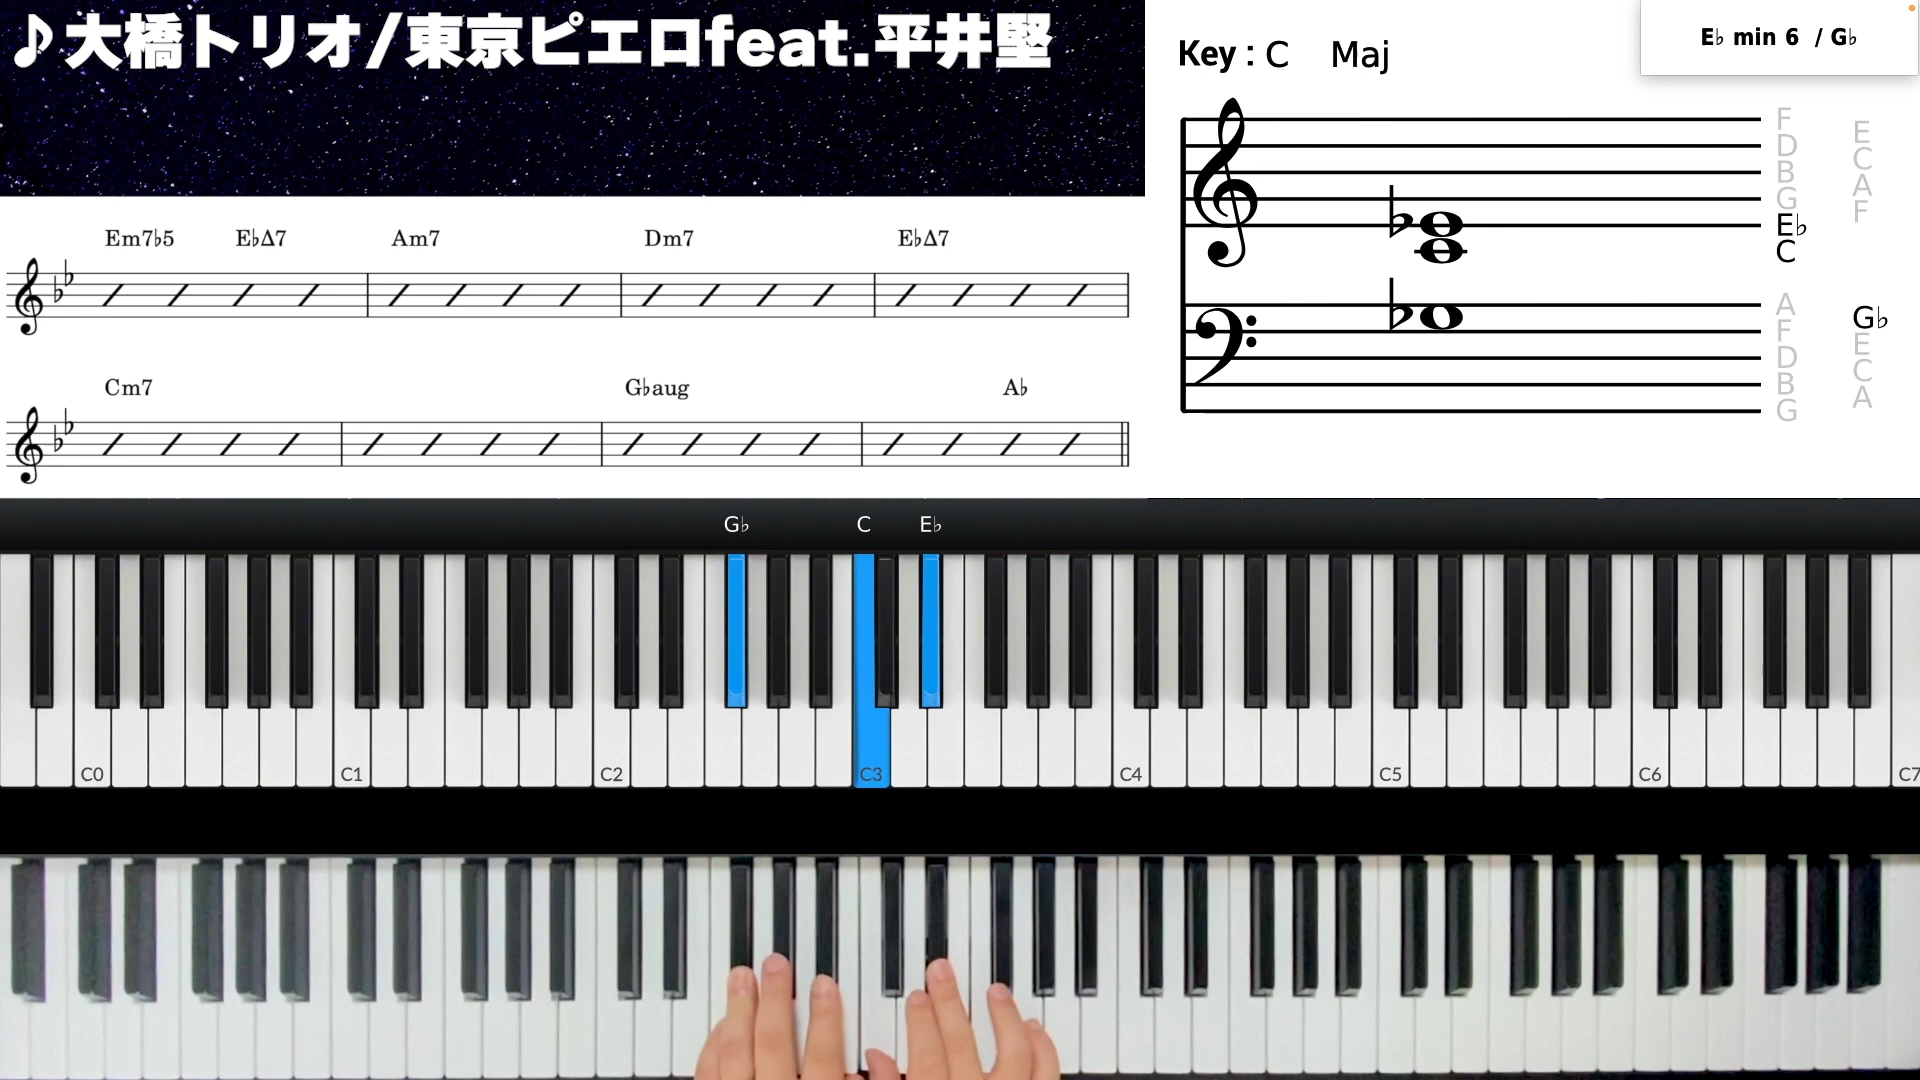 ♪大橋トリオ/東京ピエロfeat.平井堅
Key : C Maj
E♭ min 6 / G♭
F
D
B
G
E♭
C
E
C
A
F
A
F
D
B
G
G♭
E
C
A
Em7♭5 E♭Δ7 Am7 Dm7 E♭Δ7
Cm7 G♭aug A♭
G♭ C E♭
C0 C1 C2 C3 C4 C5 C6 C7